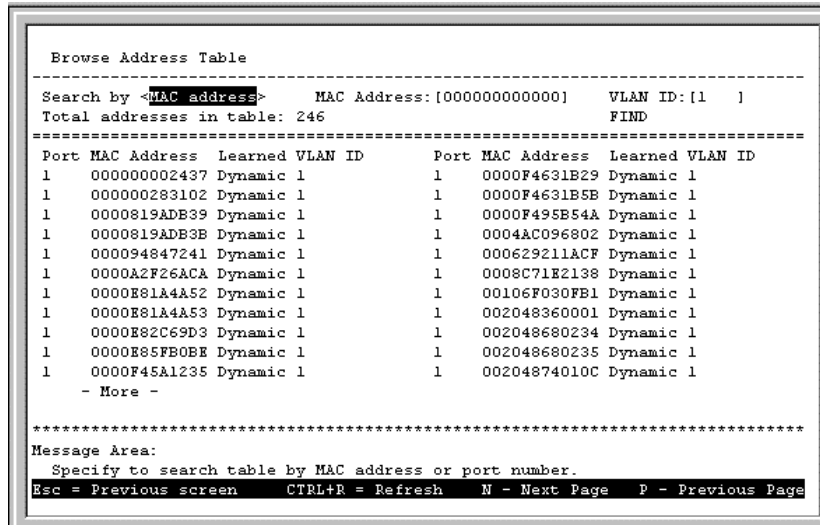 Browse Address Table
--------------------------------------------------------------------------------
Search by <MAC address> MAC Address:[000000000000] VLAN ID:[1 ]
Total addresses in table: 246 FIND
================================================================================
Port MAC Address Learned VLAN ID Port MAC Address Learned VLAN ID
1 000000002437 Dynamic 1 1 0000F4631B29 Dynamic 1
1 000000283102 Dynamic 1 1 0000F4631B5B Dynamic 1
1 0000819ADB39 Dynamic 1 1 0000F495B54A Dynamic 1
1 0000819ADB3B Dynamic 1 1 0004AC096802 Dynamic 1
1 000094847241 Dynamic 1 1 000629211ACF Dynamic 1
1 0000A2F26ACA Dynamic 1 1 0008C71E2138 Dynamic 1
1 0000E81A4A52 Dynamic 1 1 00106F030FB1 Dynamic 1
1 0000E81A4A53 Dynamic 1 1 002048360001 Dynamic 1
1 0000E82C69D3 Dynamic 1 1 002048680234 Dynamic 1
1 0000E85FB0BE Dynamic 1 1 002048680235 Dynamic 1
1 0000F45A1235 Dynamic 1 1 00204874010C Dynamic 1
- More -
********************************************************************************
Message Area:
Specify to search table by MAC address or port number.
Esc = Previous screen CTRL+R = Refresh N - Next Page P - Previous Page